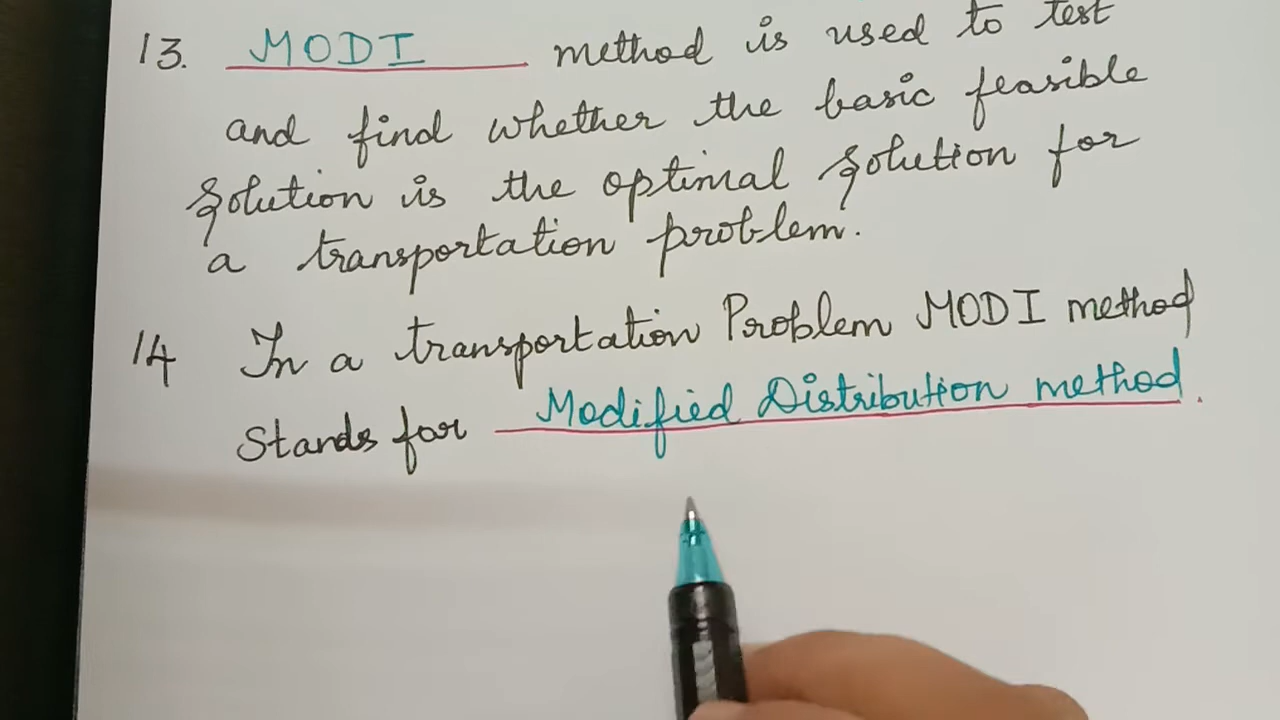 13. MODI method is used to test
and find whether the basic feasible
solution is the optimal solution for
a transportation problem.
14 In a transportation Problem MODI method
Stands for Modified Distribution method.